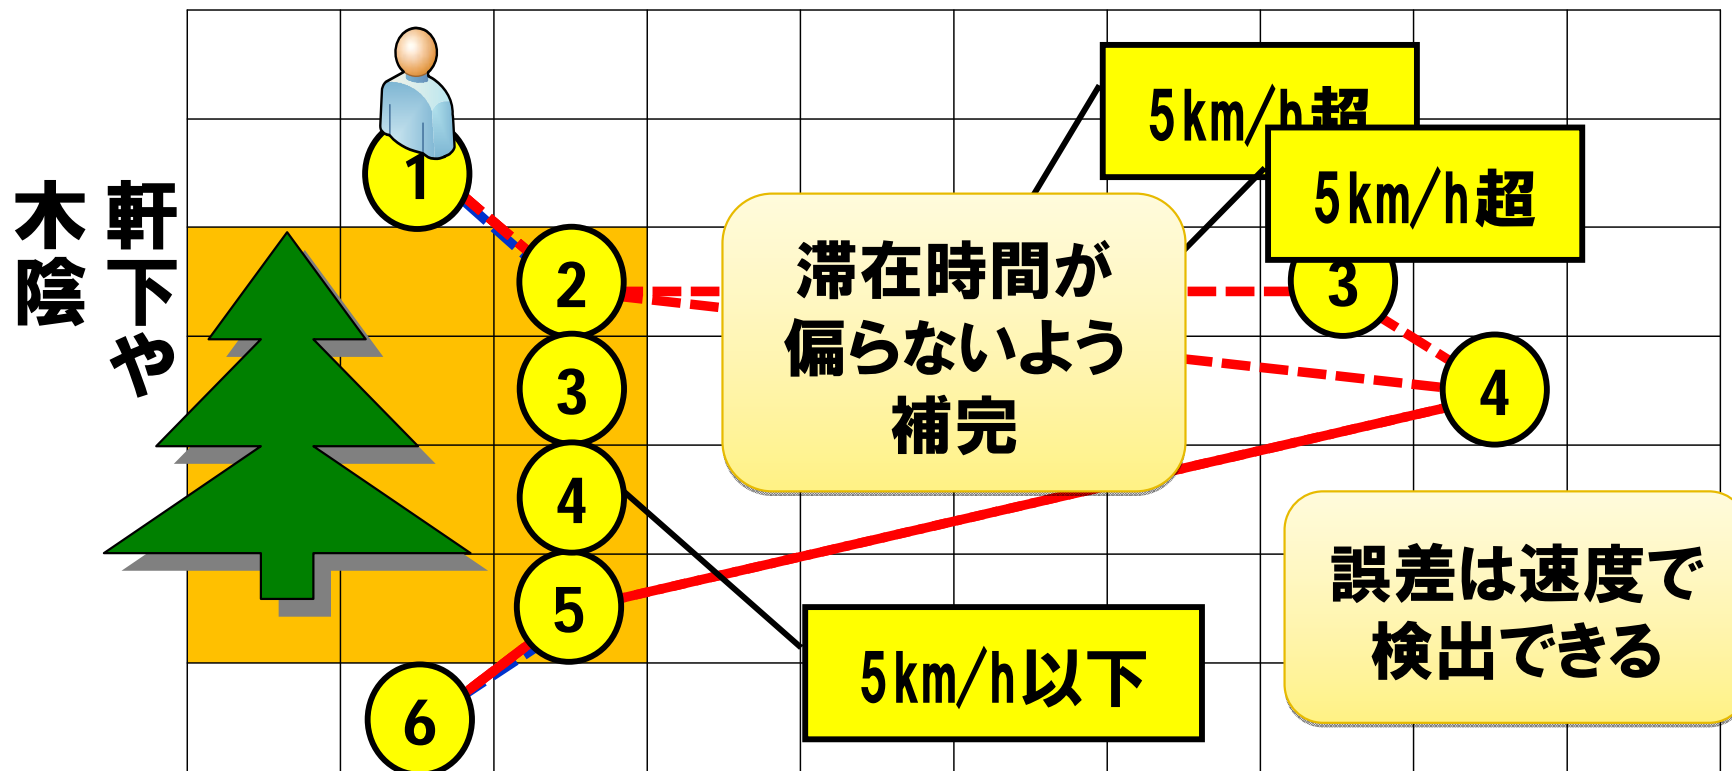 軒下や
木陰
1
2
3
4
5
6
3
4
5km/h超
5km/h超
滞在時間が
偏らないよう
補完
5km/h以下
誤差は速度で
検出できる